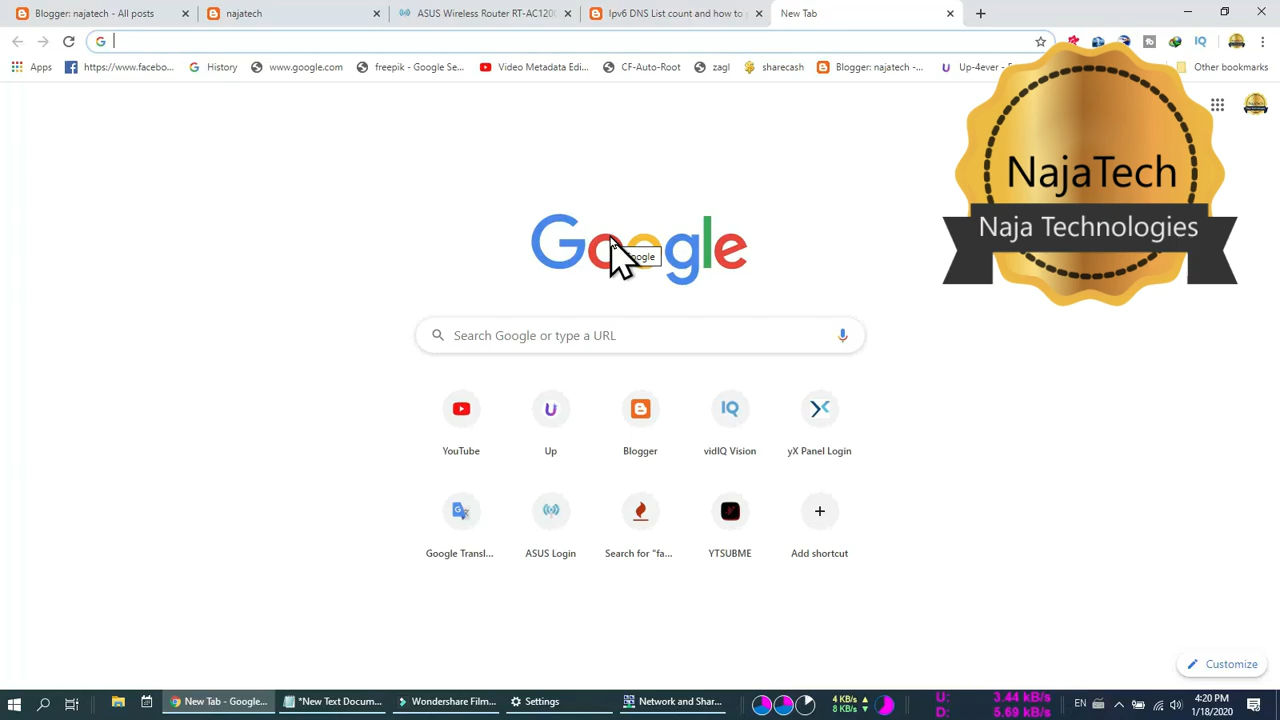 Blogger: najatech - All posts
najatech
ASUS Wireless Router RT-AC120
Ipv6 DNS List count and how to
New Tab
Apps
https://www.facebo...
History
www.google.com
freepik - Google Se...
Video Metadata Edi...
CF-Auto-Root
zagl
sharecash
Blogger: najatech -...
Up-4ever -
Other bookmarks
NajaTech
Naja Technologies
Google
Search Google or type a URL
YouTube
Up
Blogger
vidIQ Vision
yX Panel Login
Google Transl...
ASUS Login
Search for "fa...
YTSUBME
Add shortcut
Customize
New Tab - Google...
*New Text Docum...
Wondershare Film...
Settings
Network and Sha...
4 KB/s
8 KB/s
U: 3.44 kB/s
D: 5.69 kB/s
EN
4:20 PM
1/18/2020